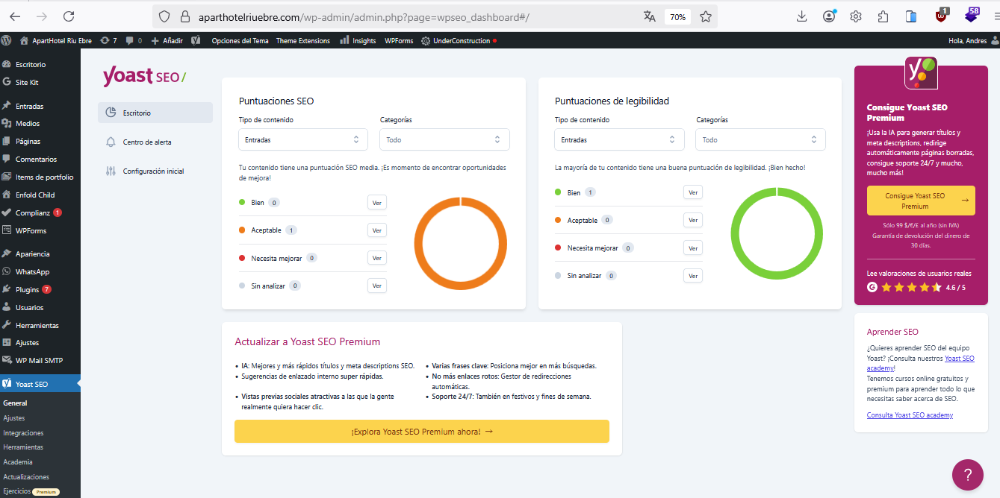 aparthotelriuebre.com/wp-admin/admin.php?page=wpseo_dashboard#/
70%
1
58
ApartHotel Riu Ebre
7
0
Añadir
Opciones del Tema
Theme Extensions
Insights
WPForms
UnderConstruction
Hola, Andres
Escritorio
Site Kit
Entradas
Medios
Páginas
Comentarios
Items de portfolio
Enfold Child
Complianz 1
WPForms
Apariencia
WhatsApp
Plugins 7
Usuarios
Herramientas
Ajustes
WP Mail SMTP
Yoast SEO
General
Ajustes
Integraciones
Herramientas
Academia
Actualizaciones
Ejercicios Premium
yoast SEO/
Escritorio
Centro de alerta
Configuración inicial
Puntuaciones SEO
Tipo de contenido
Categorías
Entradas
Todo
Tu contenido tiene una puntuación SEO media. ¡Es momento de encontrar oportunidades
de mejora!
Bien 0 Ver
Aceptable 1 Ver
Necesita mejorar 0 Ver
Sin analizar 0 Ver
Puntuaciones de legibilidad
Tipo de contenido
Categorías
Entradas
Todo
La mayoría de tu contenido tiene una buena puntuación de legibilidad. ¡Bien hecho!
Bien 1 Ver
Aceptable 0 Ver
Necesita mejorar 0 Ver
Sin analizar 0 Ver
Actualizar a Yoast SEO Premium
• IA: Mejores y más rápidos títulos y meta descriptions SEO.
• Sugerencias de enlazado interno super rápidas.
• Vistas previas sociales atractivas a las que la gente
realmente quiera hacer clic.
• Varias frases clave: Posiciona mejor en más búsquedas.
• No más enlaces rotos: Gestor de redirecciones
automáticas.
• Soporte 24/7: También en festivos y fines de semana.
¡Explora Yoast SEO Premium ahora! →
y
Consigue Yoast SEO
Premium
¡Usa la IA para generar títulos y
meta descriptions, redirige
automáticamente páginas borradas,
consigue soporte 24/7 y mucho,
mucho más!
Consigue Yoast SEO
Premium →
Sólo 99 $/€/£ al año (sin IVA)
Garantía de devolución del dinero de
30 días.
Lee valoraciones de usuarios reales
4.6 / 5
Aprender SEO
¿Quieres aprender SEO del equipo
Yoast? ¡Consulta nuestros Yoast SEO
academy!
Tenemos cursos online gratuitos y
premium para aprender todo lo que
necesitas saber acerca de SEO.
Consulta Yoast SEO academy
?